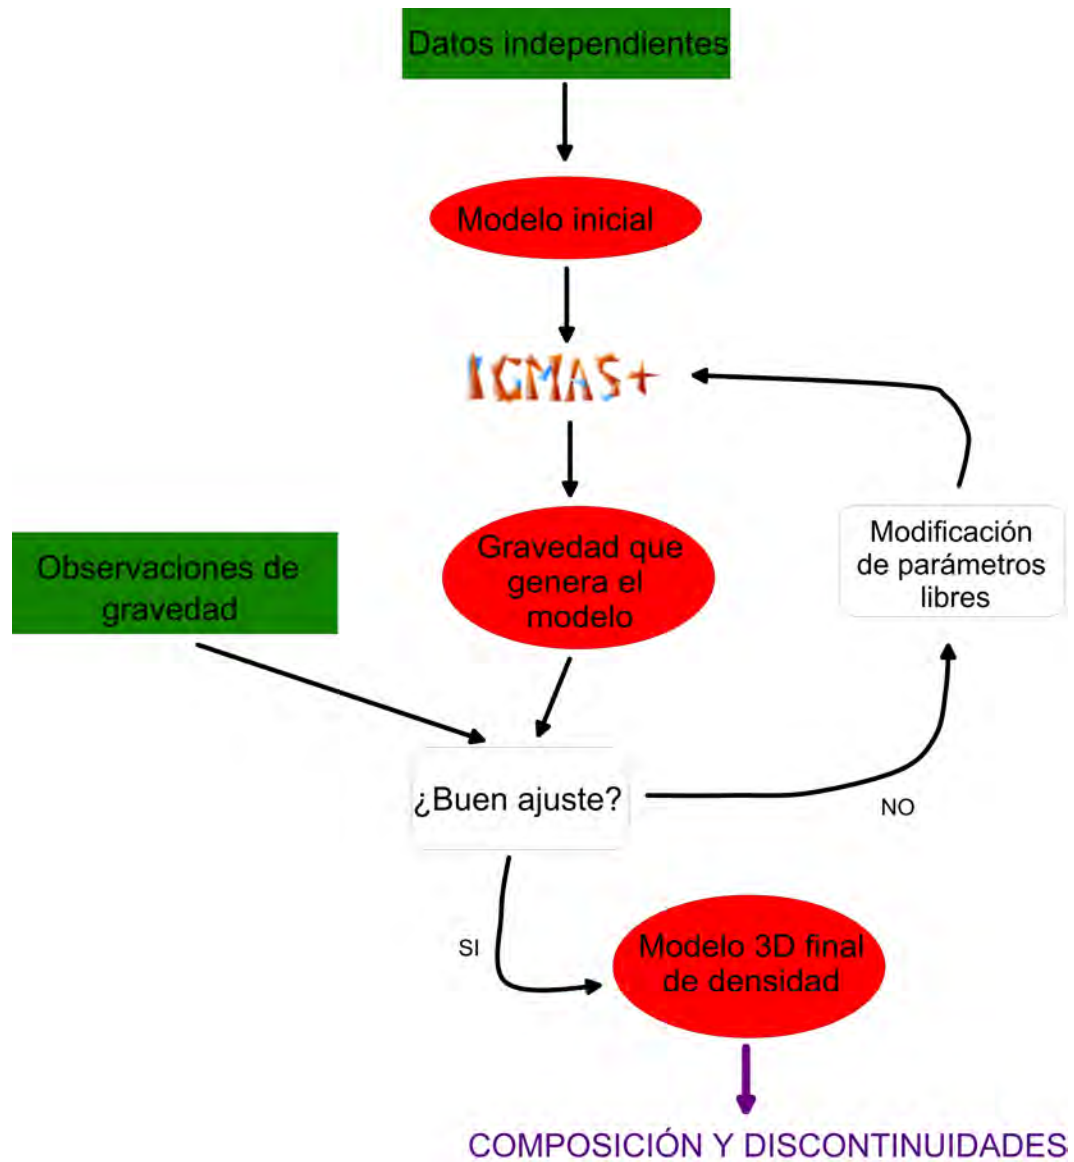 Datos independientes
Modelo inicial
IGMAS+
Gravedad que
genera el
modelo
Observaciones de
gravedad
Modificación
de parámetros
libres
¿Buen ajuste?
NO
SI
Modelo 3D final
de densidad
COMPOSICIÓN Y DISCONTINUIDADES